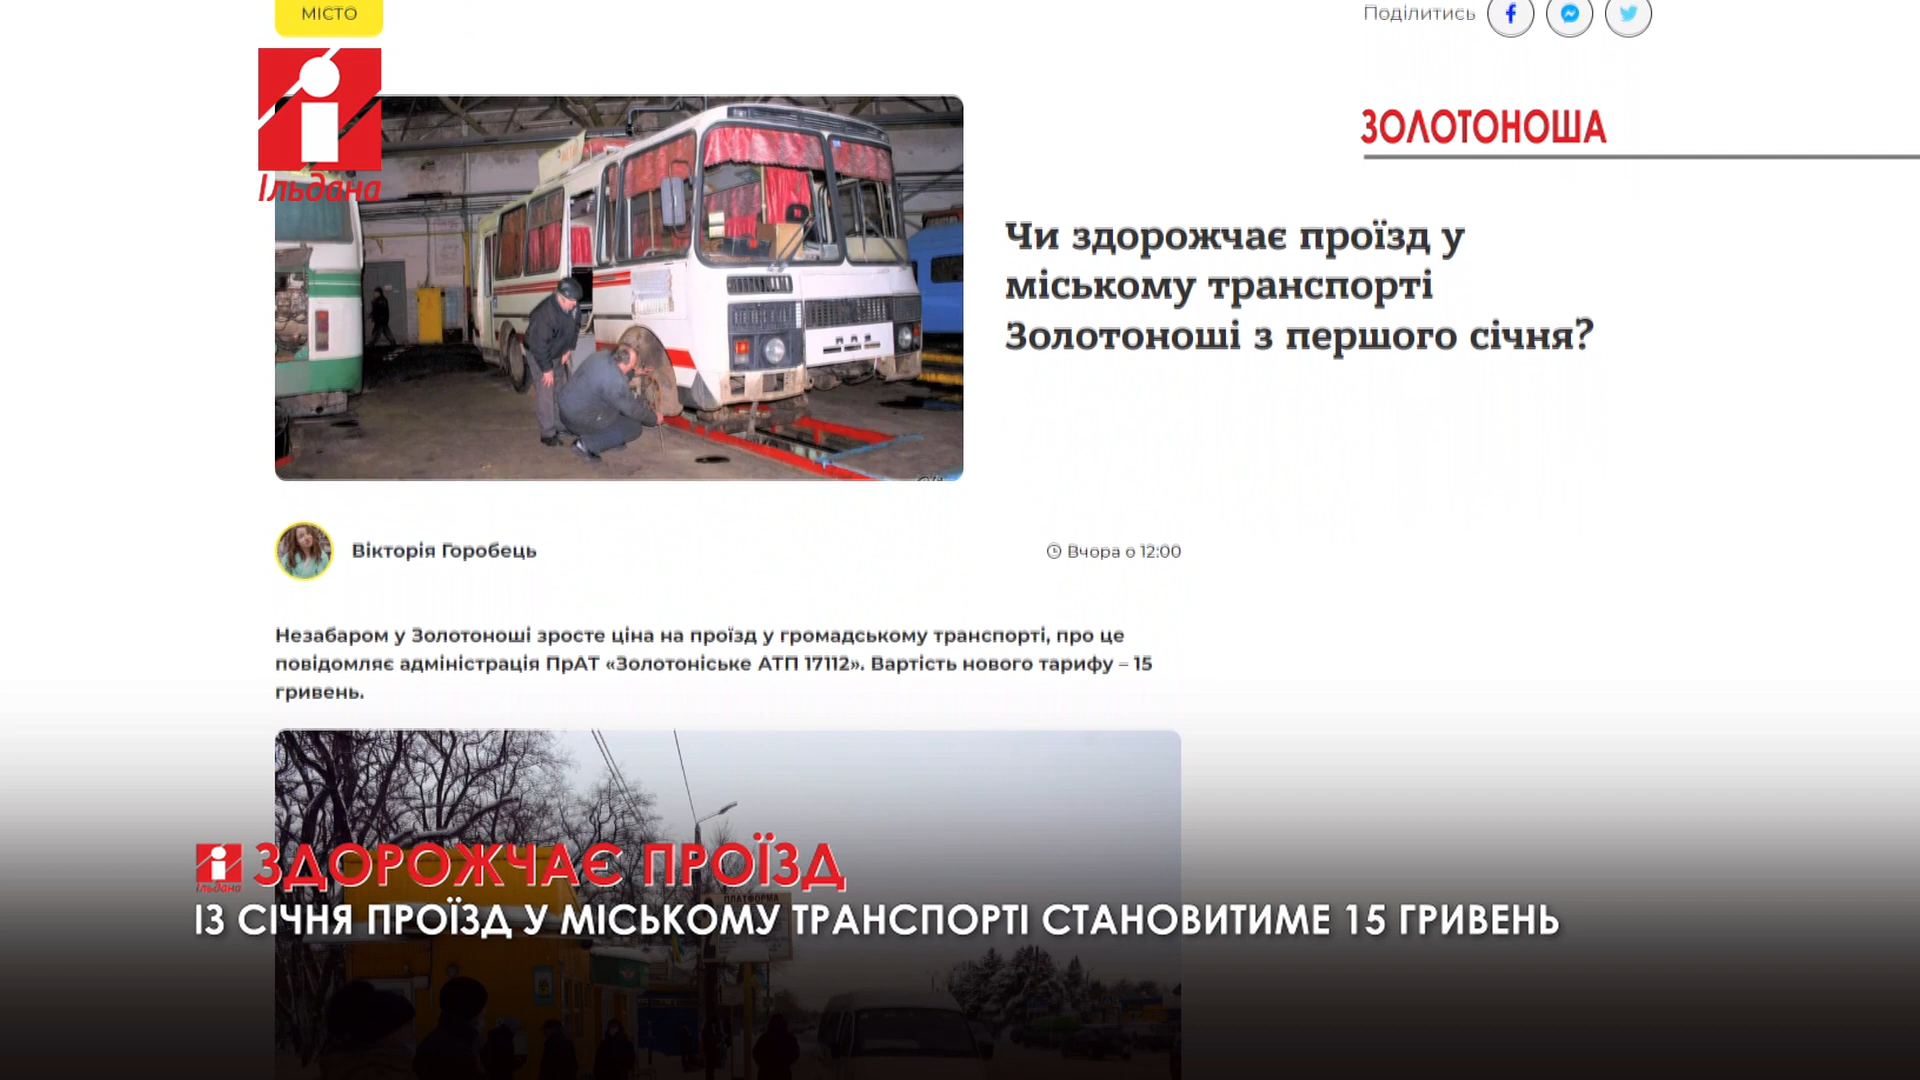 МІСТО
Поділитись
Ільдана
ЗОЛОТОНОША
Чи здорожчає проїзд у
міському транспорті
Золотоноші з першого січня?
Вікторія Горобець
Вчора о 12:00
Незабаром у Золотоноші зросте ціна на проїзд у громадському транспорті, про це
повідомляє адміністрація ПрАТ «Золотоніське АТП 17112». Вартість нового тарифу – 15
гривень.
Ільдана
ЗДОРОЖЧАЄ ПРОЇЗД
ПЛАТФОРМА
ІЗ СІЧНЯ ПРОЇЗД У МІСЬКОМУ ТРАНСПОРТІ СТАНОВИТИМЕ 15 ГРИВЕНЬ